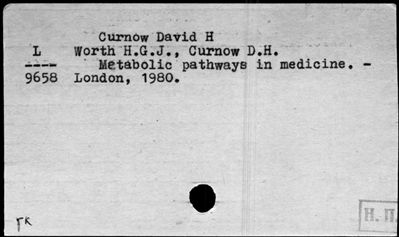 Curnow David H
L Worth H.G.J., Curnow D.H.
---- Metabolic pathways in medicine. -
9658 London, 1980.
H. П